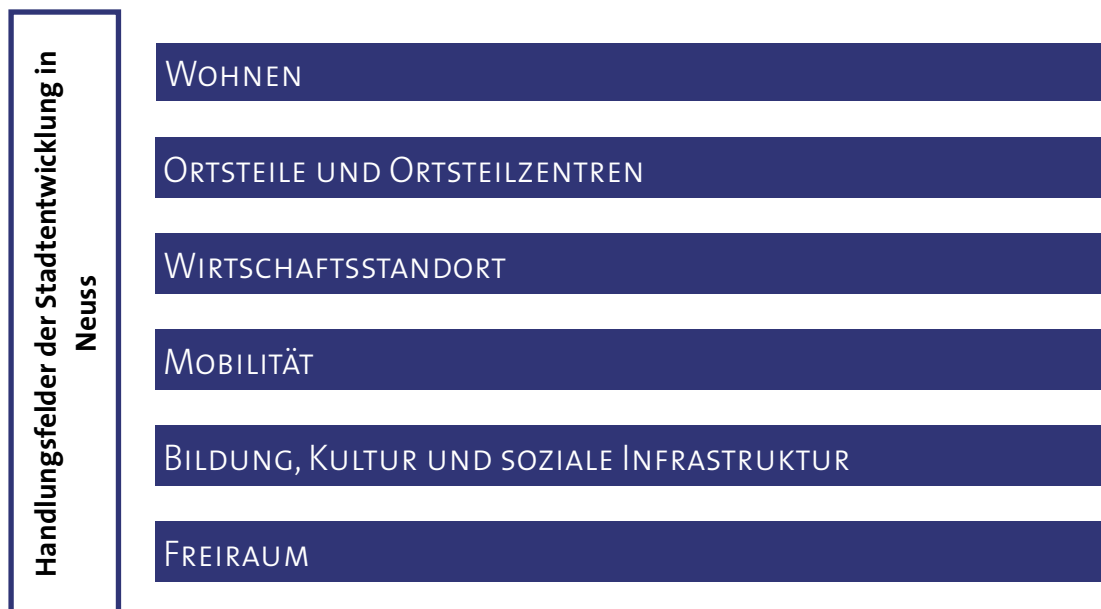 Handlungsfelder der Stadtentwicklung in
Neuss
Wohnen
Ortsteile und Ortsteilzentren
Wirtschaftsstandort
Mobilität
Bildung, Kultur und soziale Infrastruktur
Freiraum